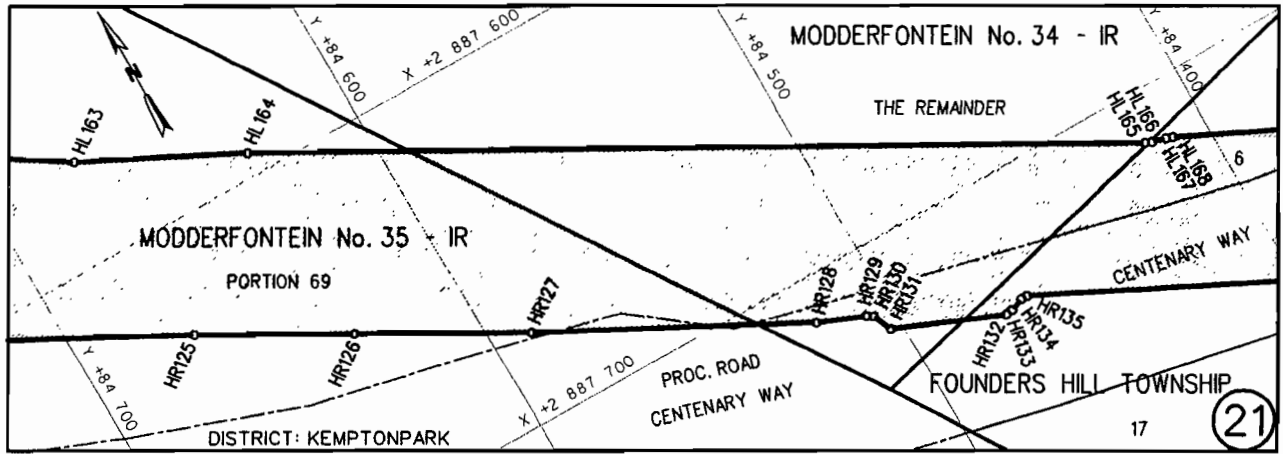 Y +84 600
X +2 887 600
Y +84 500
MODDERFONTEIN No. 34 - IR
Y +84 400
THE REMAINDER
N
HL163
HL164
HL165
HL166
HL167
HL168
6
MODDERFONTEIN No. 35 - IR
PORTION 69
CENTENARY WAY
HR125
HR126
HR127
HR128
HR129
HR130
HR131
HR132
HR133
HR134
HR135
Y +84 700
X +2 887 700
PROC. ROAD
CENTENARY WAY
FOUNDERS HILL TOWNSHIP
DISTRICT: KEMPTONPARK
17
21